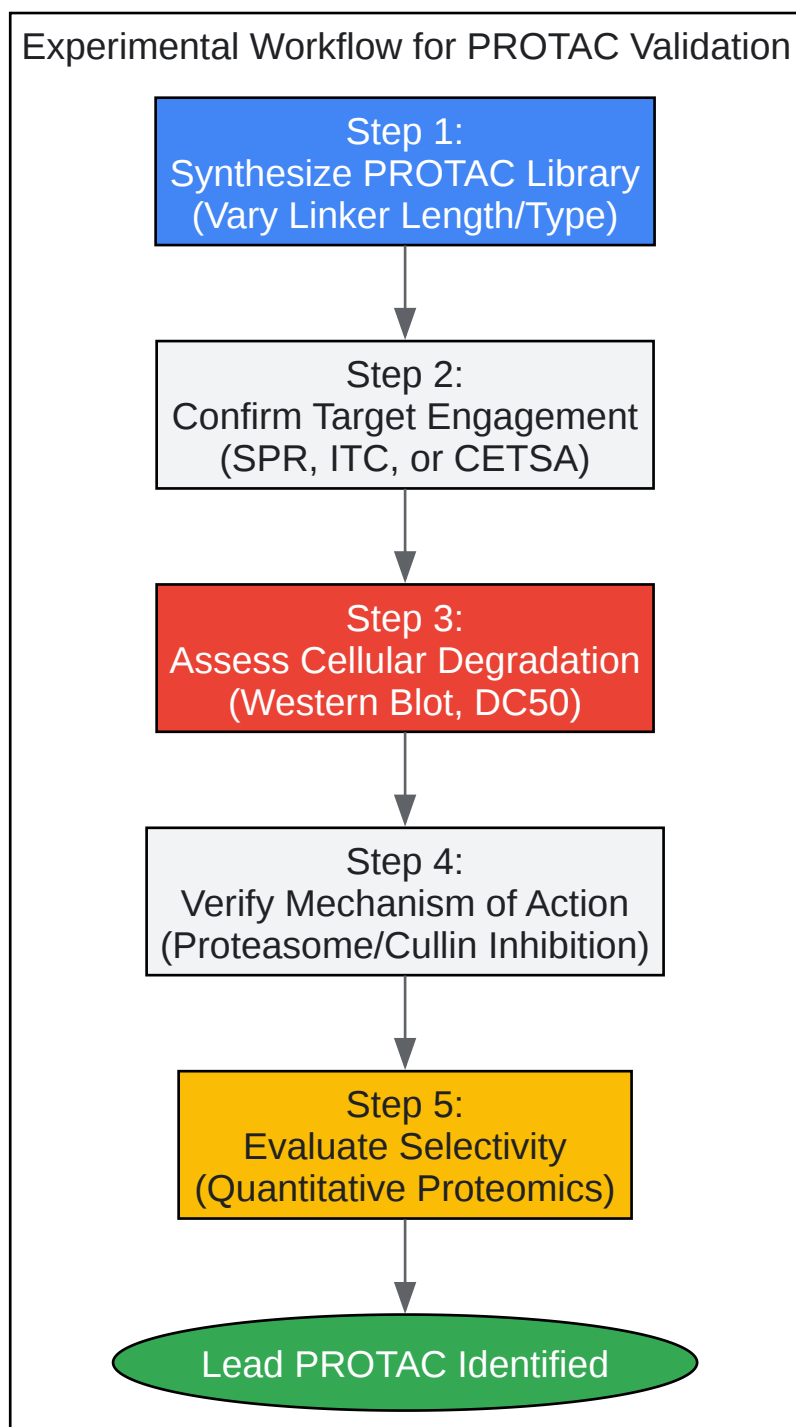 Experimental Workflow for PROTAC Validation
Step 1:
Synthesize PROTAC Library
(Vary Linker Length/Type)
Step 2:
Confirm Target Engagement
(SPR, ITC, or CETSA)
Step 3:
Assess Cellular Degradation
(Western Blot, DC50)
Step 4:
Verify Mechanism of Action
(Proteasome/Cullin Inhibition)
Step 5:
Evaluate Selectivity
(Quantitative Proteomics)
Lead PROTAC Identified